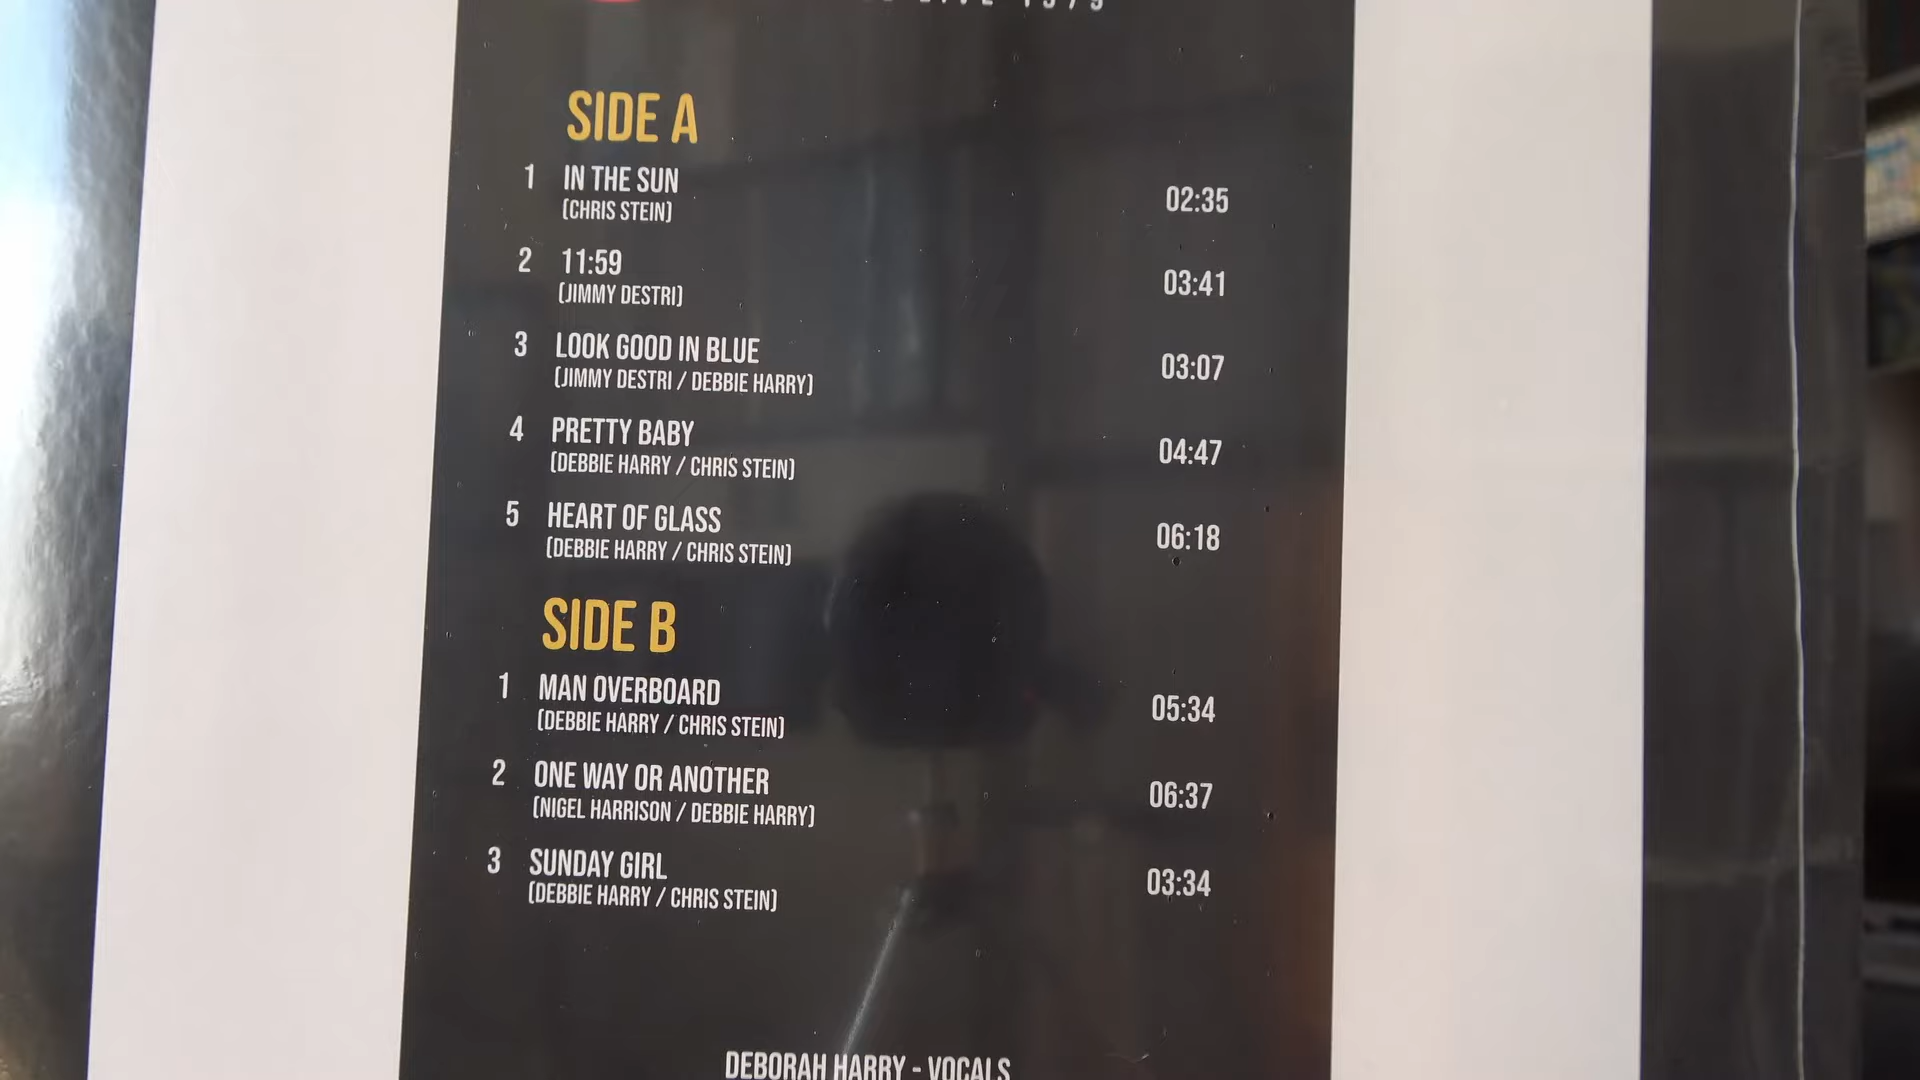 LIVE 1979
SIDE A
1 IN THE SUN 02:35
(CHRIS STEIN)
2 11:59 03:41
(JIMMY DESTRI)
3 LOOK GOOD IN BLUE 03:07
(JIMMY DESTRI / DEBBIE HARRY)
4 PRETTY BABY 04:47
(DEBBIE HARRY / CHRIS STEIN)
5 HEART OF GLASS 06:18
(DEBBIE HARRY / CHRIS STEIN)
SIDE B
1 MAN OVERBOARD 05:34
(DEBBIE HARRY / CHRIS STEIN)
2 ONE WAY OR ANOTHER 06:37
(NIGEL HARRISON / DEBBIE HARRY)
3 SUNDAY GIRL 03:34
(DEBBIE HARRY / CHRIS STEIN)
DEBORAH HARRY - VOCALS